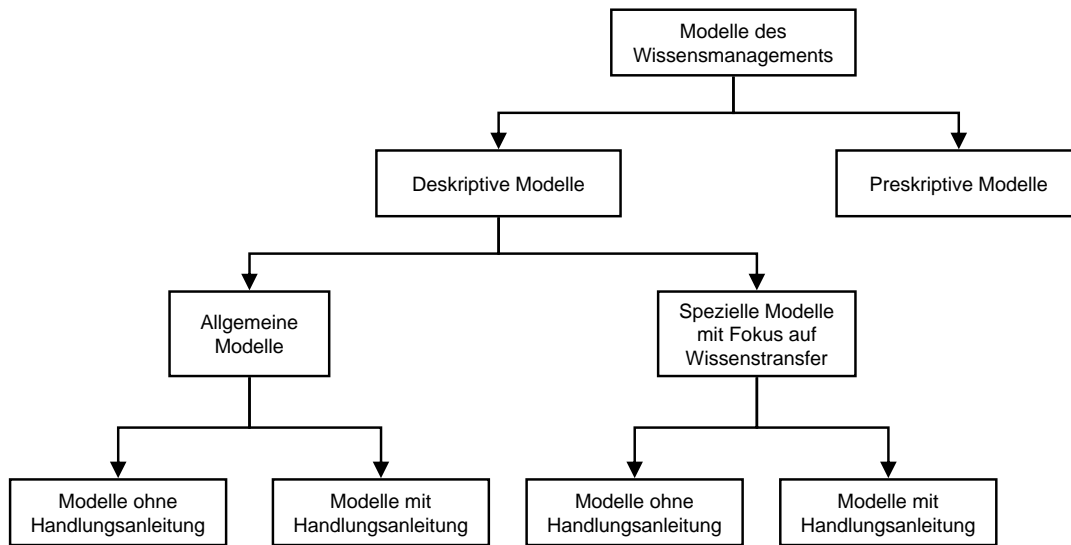 Modelle des
Wissensmanagements
Deskriptive Modelle
Preskriptive Modelle
Allgemeine
Modelle
Spezielle Modelle
mit Fokus auf
Wissenstransfer
Modelle ohne
Handlungsanleitung
Modelle mit
Handlungsanleitung
Modelle ohne
Handlungsanleitung
Modelle mit
Handlungsanleitung